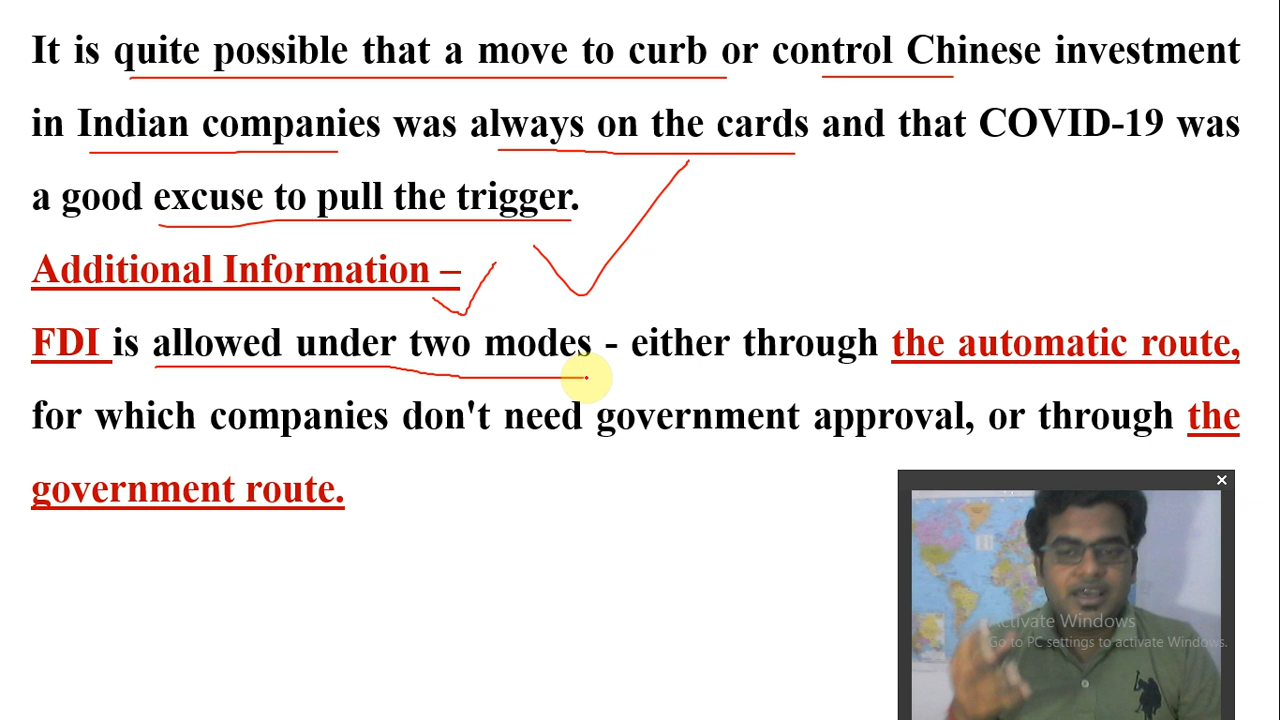 It is quite possible that a move to curb or control Chinese investment
in Indian companies was always on the cards and that COVID-19 was
a good excuse to pull the trigger.
Additional Information –
FDI is allowed under two modes - either through the automatic route,
for which companies don't need government approval, or through the
government route.
Activate Windows
Go to PC settings to activate Windows.